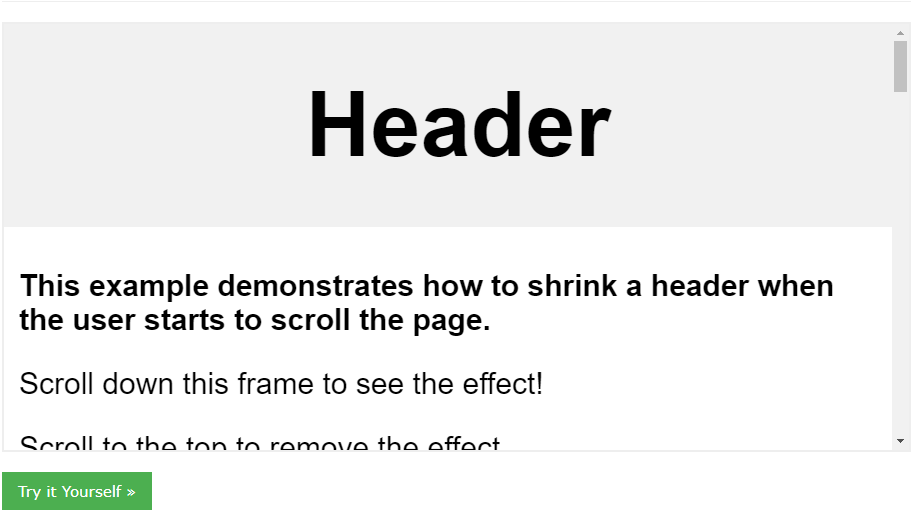 Header
This example demonstrates how to shrink a header when
the user starts to scroll the page.
Scroll down this frame to see the effect!
Scroll to the top to remove the effect
Try it Yourself »